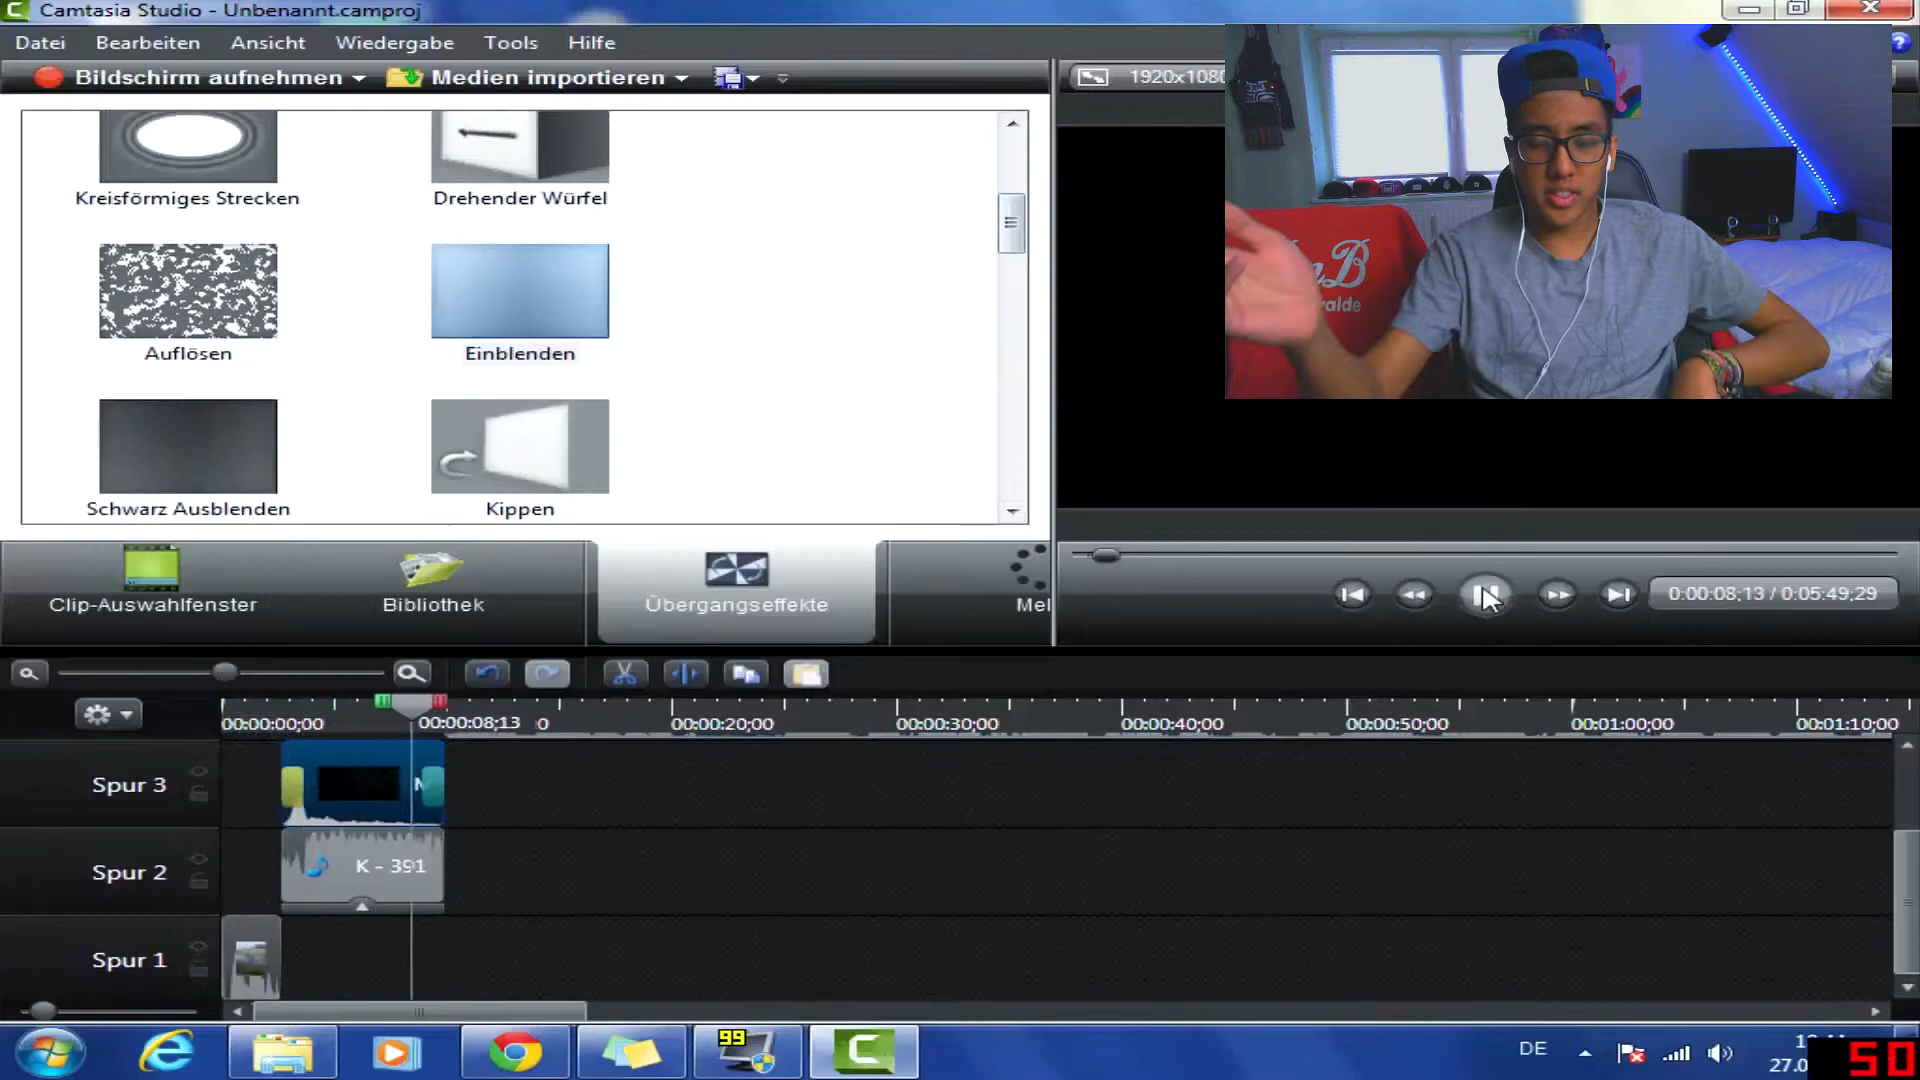 Camtasia Studio - Unbenannt.camproj
Datei Bearbeiten Ansicht Wiedergabe Tools Hilfe
Bildschirm aufnehmen Medien importieren
1920x1080
Kreisförmiges Strecken
Drehender Würfel
Auflösen
Einblenden
Schwarz Ausblenden
Kippen
Clip-Auswahlfenster
Bibliothek
Übergangseffekte
0:00:08;13 / 0:05:49;29
00:00:00;00 00:00:08;13 00:00:20;00 00:00:30;00 00:00:40;00 00:00:50;00 00:01:00;00 00:01:10;00
Spur 3
Spur 2
K - 391
Spur 1
99
DE
50